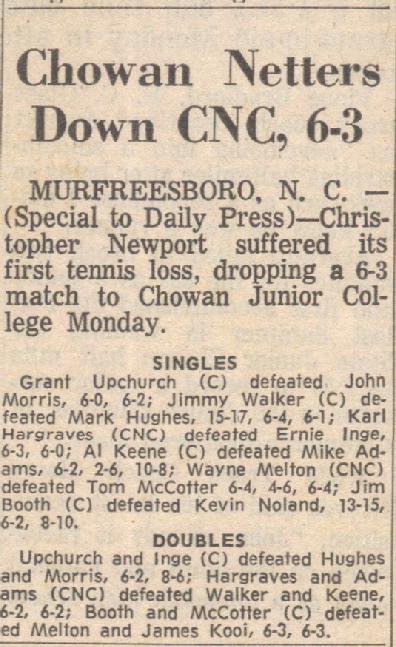 Chowan Netters
Down CNC, 6-3
MURFREESBORO, N. C. —
(Special to Daily Press)—Chris-
topher Newport suffered its
first tennis loss, dropping a 6-3
match to Chowan Junior Col-
lege Monday.
SINGLES
Grant Upchurch (C) defeated John
Morris, 6-0, 6-2; Jimmy Walker (C) de-
feated Mark Hughes, 15-17, 6-4, 6-1; Karl
Hargraves (CNC) defeated Ernie Inge,
6-3, 6-0; Al Keene (C) defeated Mike Ad-
ams, 6-2, 2-6, 10-8; Wayne Melton (CNC)
defeated Tom McCotter 6-4, 4-6, 6-4; Jim
Booth (C) defeated Kevin Noland, 13-15,
6-2, 8-10.
DOUBLES
Upchurch and Inge (C) defeated Hughes
and Morris, 6-2, 8-6; Hargraves and Ad-
ams (CNC) defeated Walker and Keene,
6-2, 6-2; Booth and McCotter (C) defeat-
ed Melton and James Kooi, 6-3, 6-3.